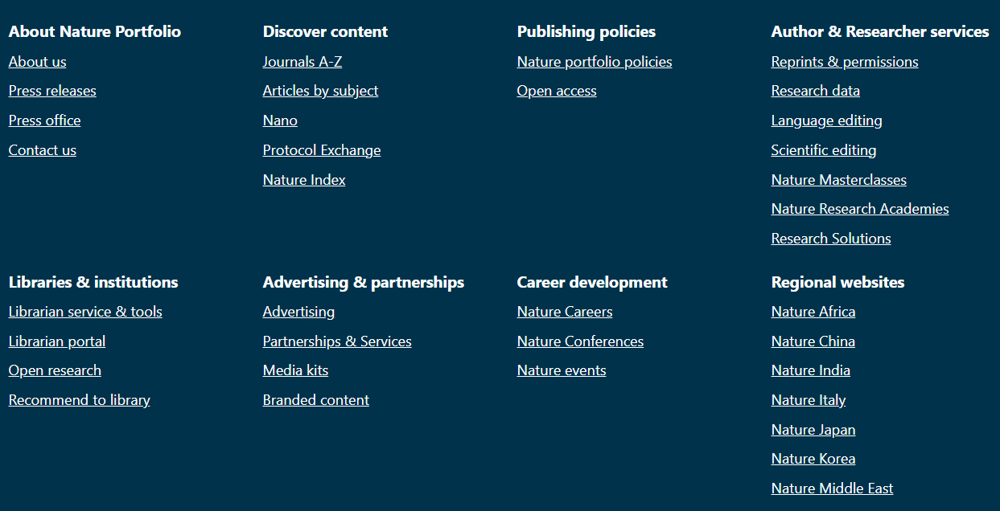 About Nature Portfolio
About us
Press releases
Press office
Contact us
Discover content
Journals A-Z
Articles by subject
Nano
Protocol Exchange
Nature Index
Publishing policies
Nature portfolio policies
Open access
Author & Researcher services
Reprints & permissions
Research data
Language editing
Scientific editing
Nature Masterclasses
Nature Research Academies
Research Solutions
Libraries & institutions
Librarian service & tools
Librarian portal
Open research
Recommend to library
Advertising & partnerships
Advertising
Partnerships & Services
Media kits
Branded content
Career development
Nature Careers
Nature Conferences
Nature events
Regional websites
Nature Africa
Nature China
Nature India
Nature Italy
Nature Japan
Nature Korea
Nature Middle East